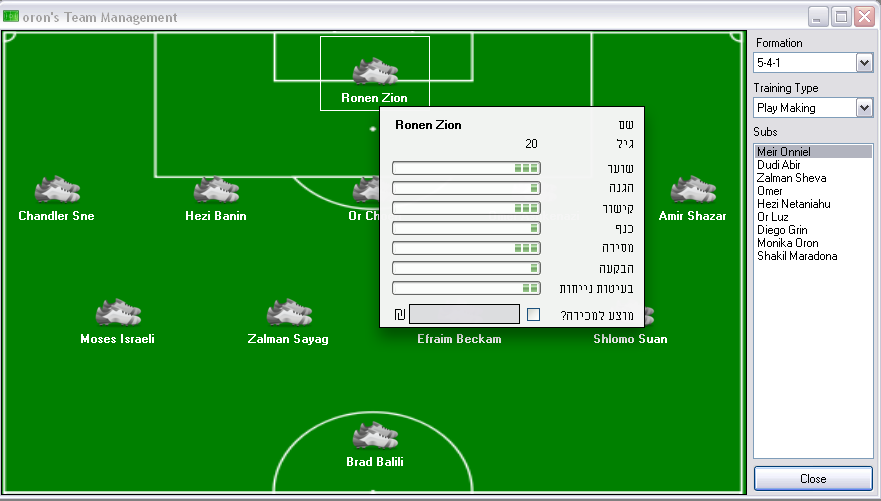 oron's Team Management
Formation
5-4-1
Training Type
Play Making
Subs
Meir Onniel
Dudi Abir
Zalman Sheva
Omer
Hezi Netaniahu
Or Luz
Diego Grin
Monika Oron
Shakil Maradona
Close
Ronen Zion
שם Ronen Zion
גיל 20
שוער
הגנה
קישור
כנף
מסירה
הבקעה
בעיטות נייחות
מוצע למכירה? ₪
Chandler Sne
Hezi Banin
Or Ch
Amir Shazar
Moses Israeli
Zalman Sayag
Efraim Beckam
Shlomo Suan
Brad Balili